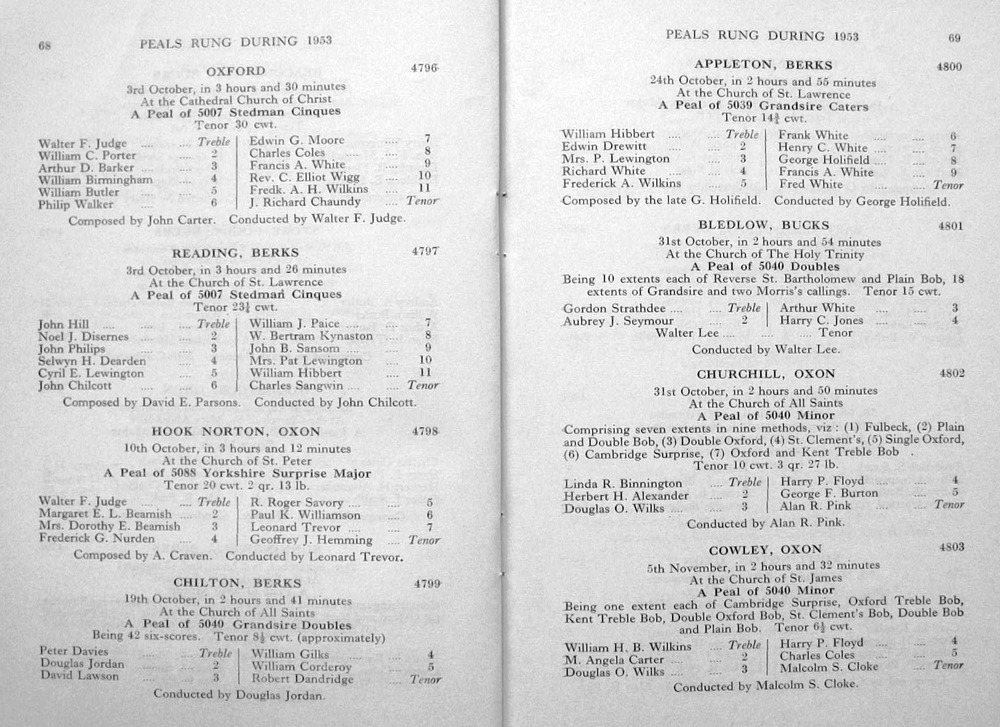 68
PEALS RUNG DURING 1953
OXFORD 4796
3rd October, in 3 hours and 30 minutes
At the Cathedral Church of Christ
A Peal of 5007 Stedman Cinques
Tenor 30 cwt.
Walter F. Judge .... .... Treble Edwin G. Moore .... 7
William C. Porter .... 2 Charles Coles .... .... 8
Arthur D. Barker .... .... 3 Francis A. White .... 9
William Birmingham .... 4 Rev. C. Elliot Wigg .... 10
William Butler .... .... 5 Fredk. A. H. Wilkins .... 11
Philip Walker .... .... 6 J. Richard Chaundy .... Tenor
Composed by John Carter. Conducted by Walter F. Judge.
READING, BERKS 4797
3rd October, in 3 hours and 26 minutes
At the Church of St. Lawrence
A Peal of 5007 Stedman Cinques
Tenor 23¼ cwt.
John Hill .... .... .... Treble William J. Paice .... .... 7
Noel J. Disernes .... .... 2 W. Bertram Kynaston .... 8
John Philips .... .... 3 John B. Sansom .... .... 9
Selwyn H. Dearden .... 4 Mrs. Pat Lewington .... 10
Cyril E. Lewington .... 5 William Hibbert .... .... 11
John Chilcott .... .... 6 Charles Sangwin .... .... Tenor
Composed by David E. Parsons. Conducted by John Chilcott.
HOOK NORTON, OXON 4798
10th October, in 3 hours and 12 minutes
At the Church of St. Peter
A Peal of 5088 Yorkshire Surprise Major
Tenor 20 cwt. 2 qr. 13 lb.
Walter F. Judge .... .... Treble R. Roger Savory .... .... 5
Margaret E. L. Beamish .... 2 Paul K. Williamson .... 6
Mrs. Dorothy E. Beamish 3 Leonard Trevor .... .... 7
Frederick G. Nurden .... 4 Geoffrey J. Hemming .... Tenor
Composed by A. Craven. Conducted by Leonard Trevor.
CHILTON, BERKS 4799
19th October, in 2 hours and 41 minutes
At the Church of All Saints
A Peal of 5040 Grandsire Doubles
Being 42 six-scores. Tenor 8½ cwt. (approximately)
Peter Davies .... .... Treble William Gilks .... .... 4
Douglas Jordan .... .... 2 William Corderoy .... 5
David Lawson .... .... 3 Robert Dandridge .... Tenor
Conducted by Douglas Jordan.
PEALS RUNG DURING 1953
69
APPLETON, BERKS 4800
24th October, in 2 hours and 55 minutes
At the Church of St. Lawrence
A Peal of 5039 Grandsire Caters
Tenor 14¾ cwt.
William Hibbert .... .... Treble Frank White .... .... 6
Edwin Drewitt .... .... 2 Henry C. White .... .... 7
Mrs. P. Lewington .... 3 George Holifield .... .... 8
Richard White .... .... 4 Francis A. White .... 9
Frederick A. Wilkins .... 5 Fred White .... .... Tenor
Composed by the late G. Holifield. Conducted by George Holifield.
BLEDLOW, BUCKS 4801
31st October, in 2 hours and 54 minutes
At the Church of The Holy Trinity
A Peal of 5040 Doubles
Being 10 extents each of Reverse St. Bartholomew and Plain Bob, 18
extents of Grandsire and two Morris's callings. Tenor 15 cwt.
Gordon Strathdee .... .... Treble Arthur White .... .... 3
Aubrey J. Seymour .... 2 Harry C. Jones .... .... 4
Walter Lee .... .... .... Tenor
Conducted by Walter Lee.
CHURCHILL, OXON 4802
31st October, in 2 hours and 50 minutes
At the Church of All Saints
A Peal of 5040 Minor
Comprising seven extents in nine methods, viz : (1) Fulbeck, (2) Plain
and Double Bob, (3) Double Oxford, (4) St. Clement's, (5) Single Oxford,
(6) Cambridge Surprise, (7) Oxford and Kent Treble Bob .
Tenor 10 cwt. 3 qr. 27 lb.
Linda R. Binnington .... Treble Harry P. Floyd .... .... 4
Herbert H. Alexander .... 2 George F. Burton .... 5
Douglas O. Wilks .... .... 3 Alan R. Pink .... .... Tenor
Conducted by Alan R. Pink.
COWLEY, OXON 4803
5th November, in 2 hours and 32 minutes
At the Church of St. James
A Peal of 5040 Minor
Being one extent each of Cambridge Surprise, Oxford Treble Bob,
Kent Treble Bob, Double Oxford Bob, St. Clement's Bob, Double Bob
and Plain Bob. Tenor 6½ cwt.
William H. B. Wilkins .... Treble Harry P. Floyd .... .... 4
M. Angela Carter .... .... 2 Charles Coles .... .... 5
Douglas O. Wilks .... .... 3 Malcolm S. Cloke .... Tenor
Conducted by Malcolm S. Cloke.